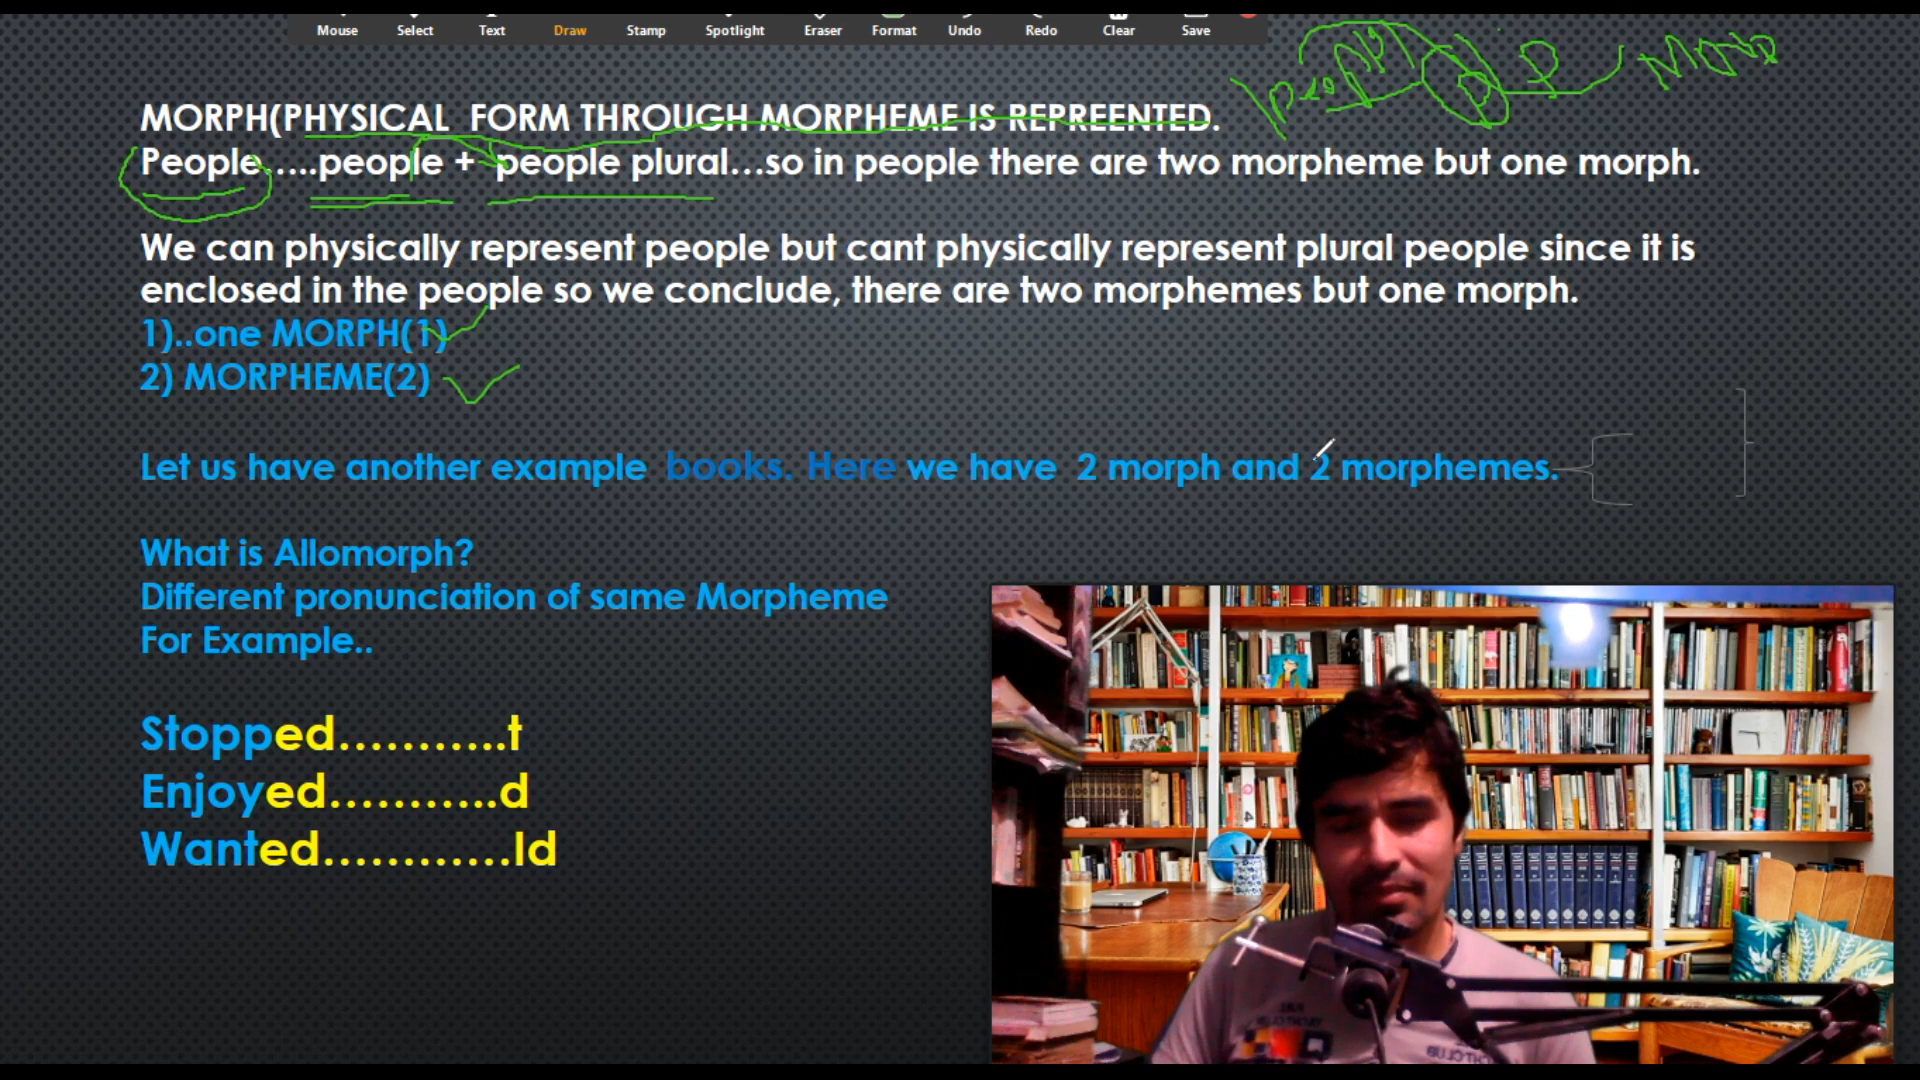 Mouse Select Text Draw Stamp Spotlight Eraser Format Undo Redo Clear Save
MORPH(PHYSICAL FORM THROUGH MORPHEME IS REPREENTED.
People.....people + people plural...so in people there are two morpheme but one morph.
We can physically represent people but cant physically represent plural people since it is
enclosed in the people so we conclude, there are two morphemes but one morph.
1)..one MORPH(1)
2) MORPHEME(2)
Let us have another example books. Here we have 2 morph and 2 morphemes.
What is Allomorph?
Different pronunciation of same Morpheme
For Example..
Stopped...........t
Enjoyed...........d
Wanted............Id